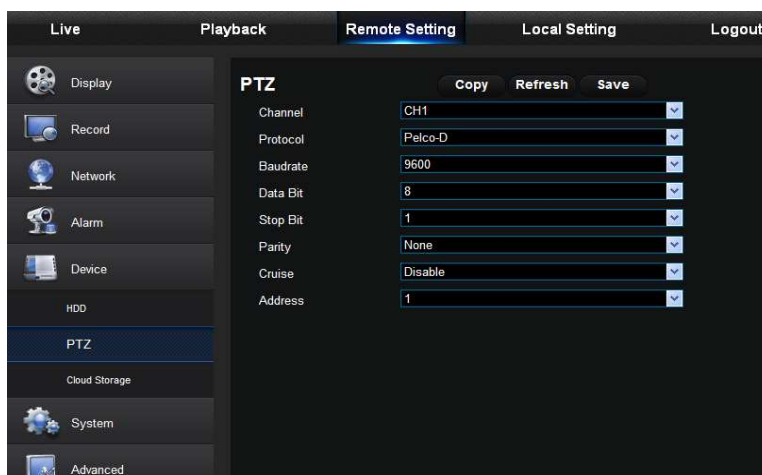 Live Playback Remote Setting Local Setting Logout
Display
Record
Network
Alarm
Device
HDD
PTZ
Cloud Storage
System
Advanced
PTZ Copy Refresh Save
Channel CH1
Protocol Pelco-D
Baudrate 9600
Data Bit 8
Stop Bit 1
Parity None
Cruise Disable
Address 1